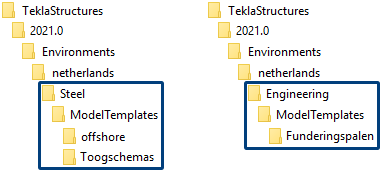 TeklaStructures
2021.0
Environments
netherlands
Steel
ModelTemplates
offshore
Toogschemas
TeklaStructures
2021.0
Environments
netherlands
Engineering
ModelTemplates
Funderingspalen